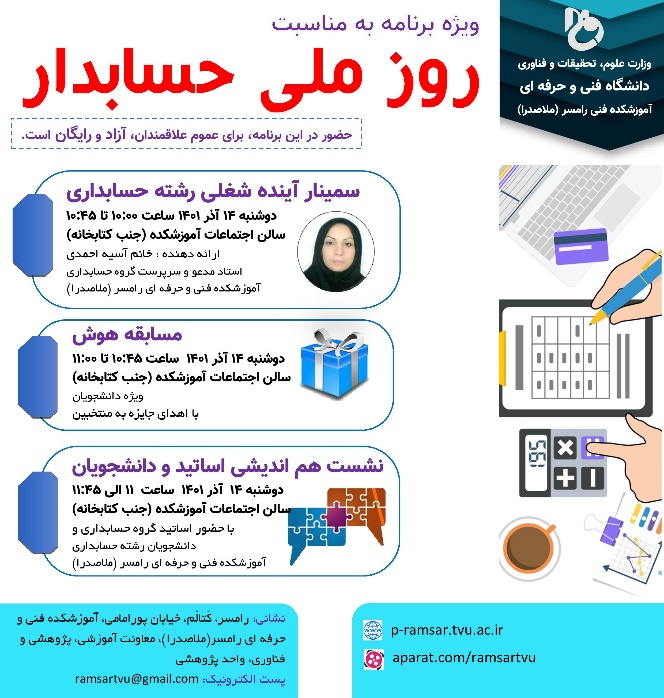 وزارت علوم، تحقیقات و فناوری
دانشگاه فنی و حرفه ای
آموزشکده فنی رامسر (ملاصدرا)
ویژه برنامه به مناسبت
روز ملی حسابدار
حضور در این برنامه، برای عموم علاقمندان، آزاد و رایگان است.
سمینار آینده شغلی رشته حسابداری
دوشنبه ۱۴ آذر ۱۴۰۱ ساعت ۱۰:۰۰ تا ۱۰:۴۵
سالن اجتماعات آموزشکده (جنب کتابخانه)
ارائه دهنده : خانم آسیه احمدی
استاد مدعو و سرپرست گروه حسابداری
آموزشکده فنی و حرفه ای رامسر (ملاصدرا)
مسابقه هوش
دوشنبه ۱۴ آذر ۱۴۰۱ ساعت ۱۰:۴۵ تا ۱۱:۰۰
سالن اجتماعات آموزشکده (جنب کتابخانه)
ویژه دانشجویان
با اهدای جایزه به منتخبین
نشست هم اندیشی اساتید و دانشجویان
دوشنبه ۱۴ آذر ۱۴۰۱ ساعت ۱۱ الی ۱۱:۴۵
سالن اجتماعات آموزشکده (جنب کتابخانه)
با حضور اساتید گروه حسابداری و
دانشجویان رشته حسابداری
آموزشکده فنی و حرفه ای رامسر (ملاصدرا)
595
نشانی: رامسر، کتالم، خیابان پورامامی، آموزشکده فنی و
حرفه ای رامسر(ملاصدرا)، معاونت آموزشی، پژوهشی و
فناوری، واحد پژوهشی
پست الکترونیک: ramsartvu@gmail.com
p-ramsar.tvu.ac.ir
aparat.com/ramsartvu